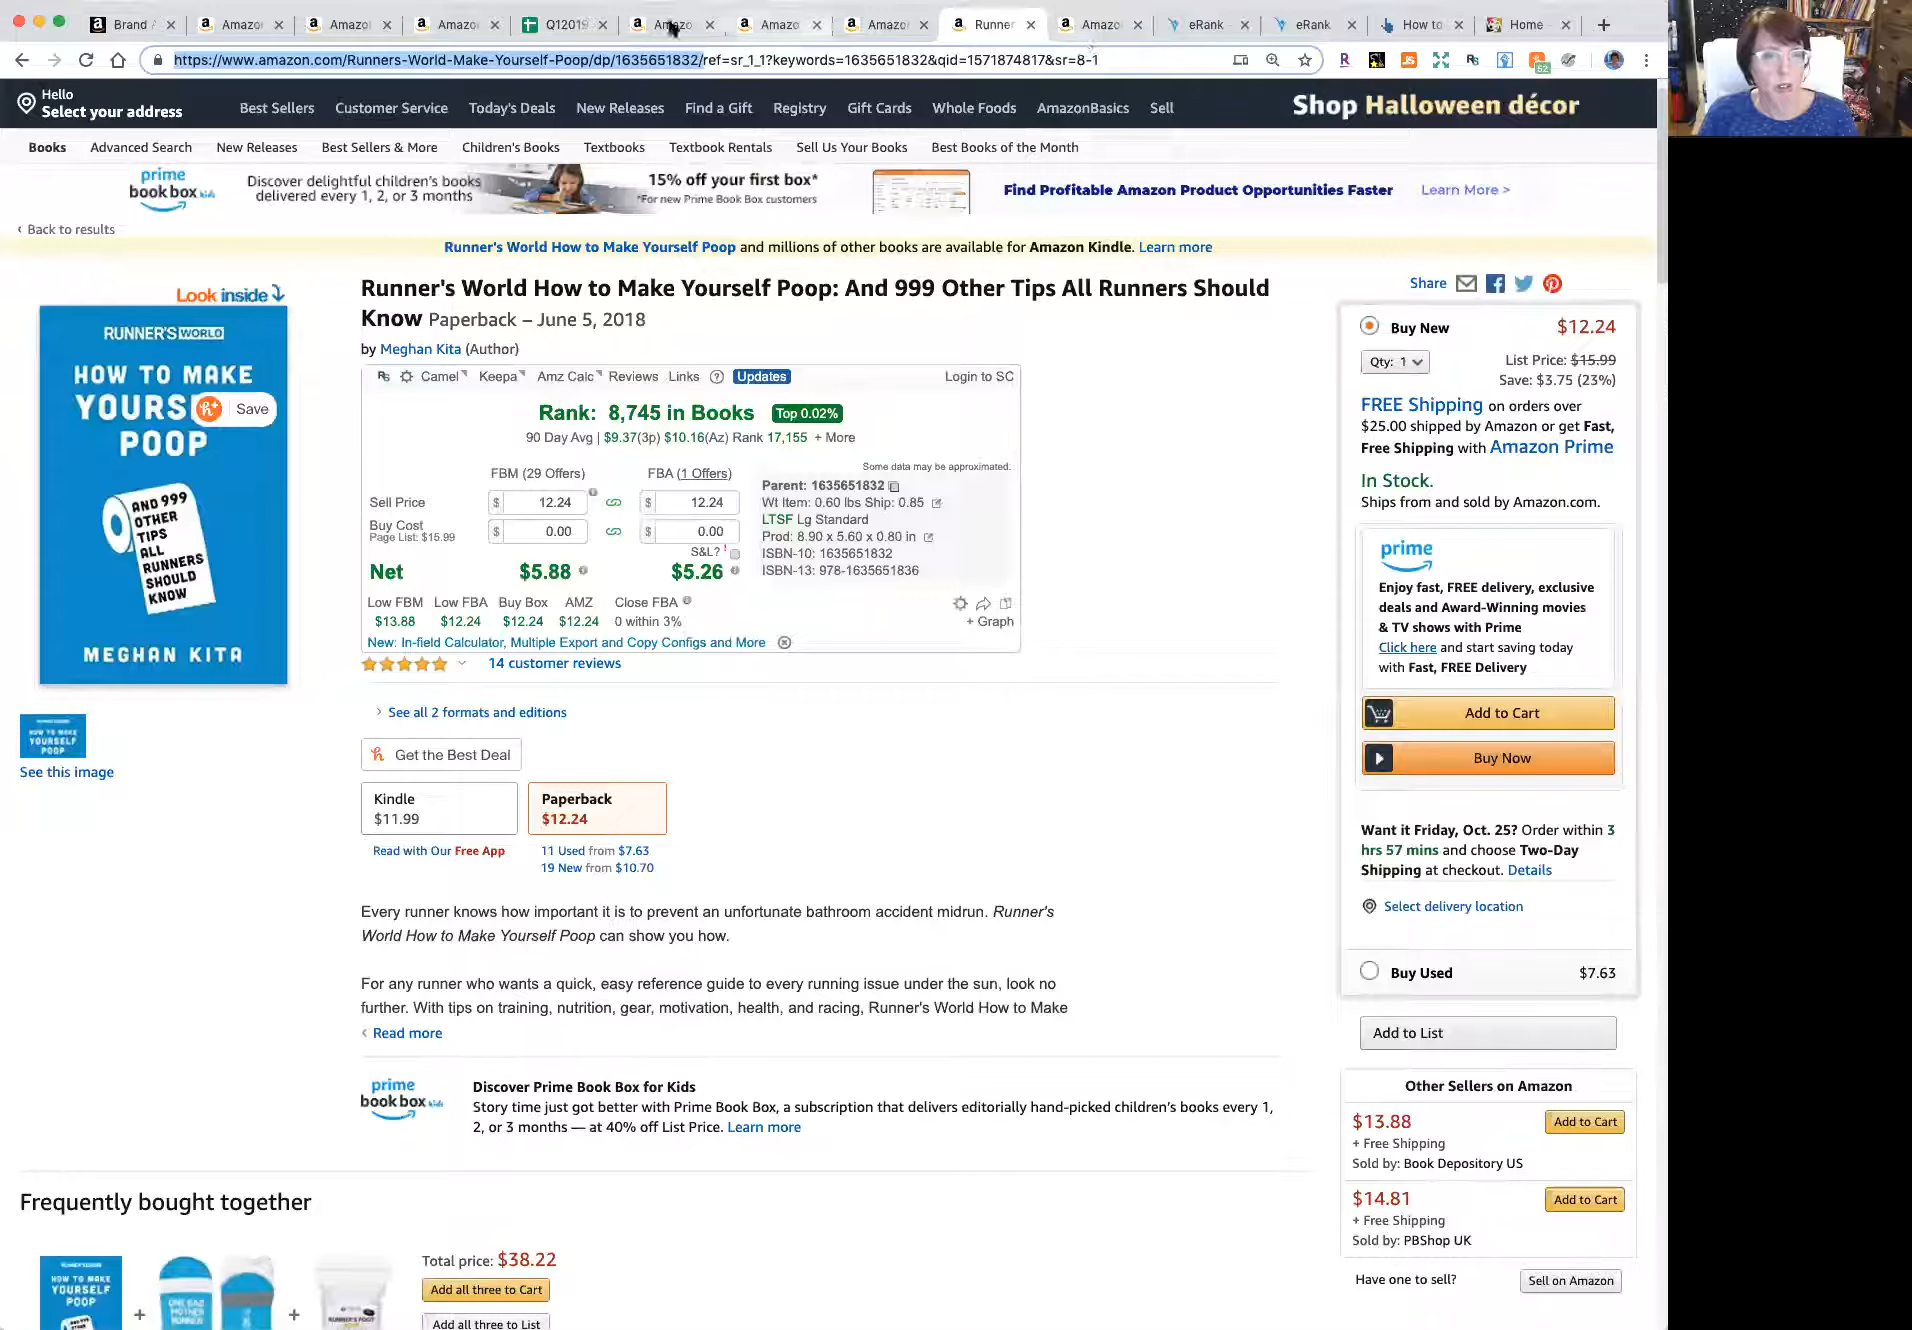 Brand A
Amazon
Amazon
Amazon
Q12019
Amazo
Amazo
Amazon
Runner
Amazo
eRank
eRank
How to
Home
https://www.amazon.com/Runners-World-Make-Yourself-Poop/dp/1635651832/ref=sr_1_1?keywords=1635651832&qid=1571874817&sr=8-1
Hello
Select your address
Best Sellers Customer Service Today's Deals New Releases Find a Gift Registry Gift Cards Whole Foods AmazonBasics Sell
Shop Halloween décor
Books Advanced Search New Releases Best Sellers & More Children's Books Textbooks Textbook Rentals Sell Us Your Books Best Books of the Month
prime
book box kids
Discover delightful children's books
delivered every 1, 2, or 3 months
15% off your first box*
*For new Prime Book Box customers
Find Profitable Amazon Product Opportunities Faster Learn More >
‹ Back to results
Runner's World How to Make Yourself Poop and millions of other books are available for Amazon Kindle. Learn more
Look inside
RUNNER'S WORLD
HOW TO MAKE
YOURS
POOP
Save
AND 999
OTHER
TIPS
ALL
RUNNERS
SHOULD
KNOW
MEGHAN KITA
See this image
Runner's World How to Make Yourself Poop: And 999 Other Tips All Runners Should
Know Paperback – June 5, 2018
by Meghan Kita (Author)
Rs Camel Keepa Amz Calc Reviews Links ? Updates Login to SC
Rank: 8,745 in Books Top 0.02%
90 Day Avg | $9.37(3p) $10.16(Az) Rank 17,155 + More
Some data may be approximated.
FBM (29 Offers) FBA (1 Offers)
Sell Price $ 12.24 $ 12.24
Buy Cost $ 0.00 $ 0.00
Page List: $15.99
S&L? !
Net $5.88 $5.26
Parent: 1635651832
Wt Item: 0.60 lbs Ship: 0.85
LTSF Lg Standard
Prod: 8.90 x 5.60 x 0.80 in
ISBN-10: 1635651832
ISBN-13: 978-1635651836
Low FBM Low FBA Buy Box AMZ Close FBA
$13.88 $12.24 $12.24 $12.24 0 within 3%
+ Graph
New: In-field Calculator, Multiple Export and Copy Configs and More
14 customer reviews
› See all 2 formats and editions
Get the Best Deal
Kindle
$11.99
Paperback
$12.24
Read with Our Free App
11 Used from $7.63
19 New from $10.70
Every runner knows how important it is to prevent an unfortunate bathroom accident midrun. Runner's
World How to Make Yourself Poop can show you how.
For any runner who wants a quick, easy reference guide to every running issue under the sun, look no
further. With tips on training, nutrition, gear, motivation, health, and racing, Runner's World How to Make
‹ Read more
prime
book box kids
Discover Prime Book Box for Kids
Story time just got better with Prime Book Box, a subscription that delivers editorially hand-picked children's books every 1,
2, or 3 months — at 40% off List Price. Learn more
Frequently bought together
HOW TO MAKE
YOURSELF
POOP
+
+
Total price: $38.22
Add all three to Cart
Add all three to List
Share
Buy New $12.24
Qty: 1
List Price: $15.99
Save: $3.75 (23%)
FREE Shipping on orders over
$25.00 shipped by Amazon or get Fast,
Free Shipping with Amazon Prime
In Stock.
Ships from and sold by Amazon.com.
prime
Enjoy fast, FREE delivery, exclusive
deals and Award-Winning movies
& TV shows with Prime
Click here and start saving today
with Fast, FREE Delivery
Add to Cart
Buy Now
Want it Friday, Oct. 25? Order within 3
hrs 57 mins and choose Two-Day
Shipping at checkout. Details
Select delivery location
Buy Used $7.63
Add to List
Other Sellers on Amazon
$13.88 Add to Cart
+ Free Shipping
Sold by: Book Depository US
$14.81 Add to Cart
+ Free Shipping
Sold by: PBShop UK
Have one to sell? Sell on Amazon